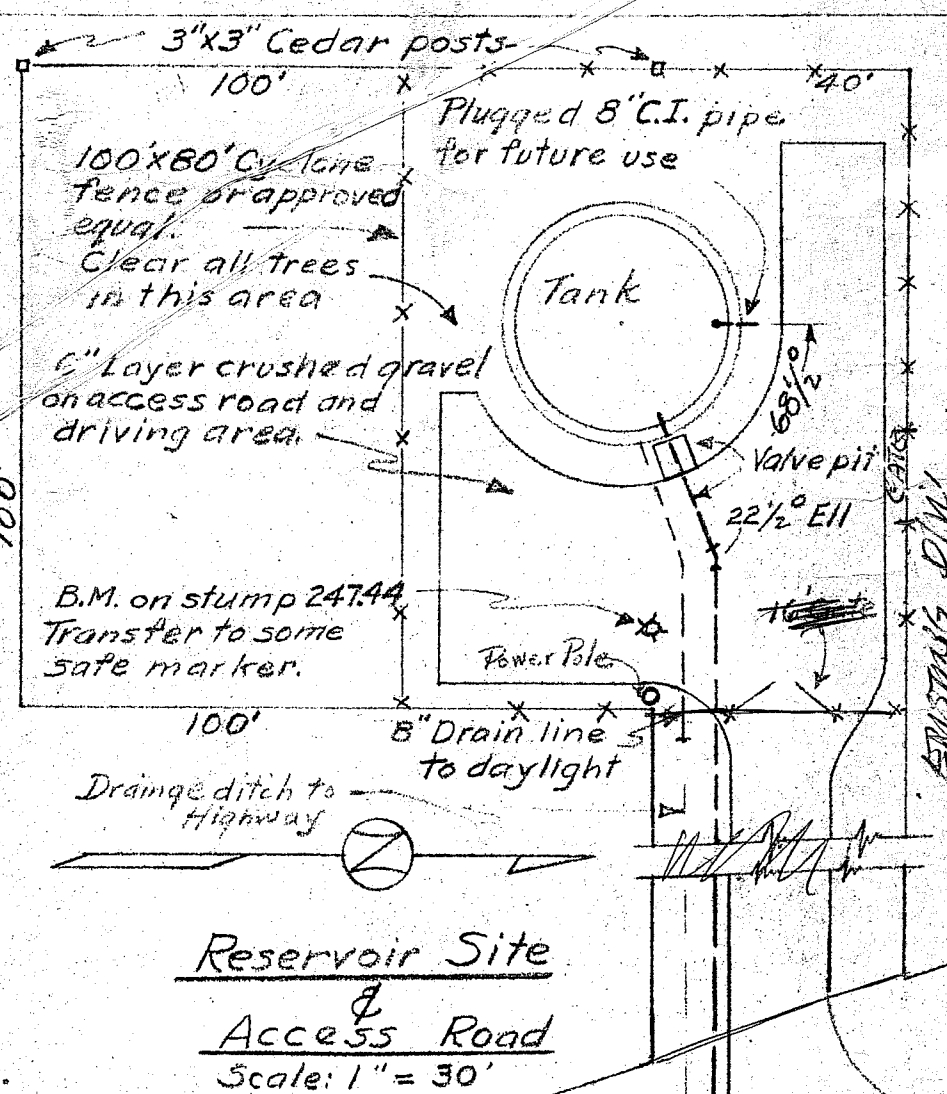 3"x3" Cedar posts
100'
40'
Plugged 8" C.I. pipe
for future use
100'x80' Cyclone
fence or approved
equal.
Clear all trees
in this area
Tank
6" Layer crushed gravel
on access road and
driving area.
68½°
Valve pit
22½° Ell
100'
B.M. on stump 247.44
Transfer to some
safe marker.
Power Pole
100'
8" Drain line
to daylight
Drainge ditch to
Highway
Z
Reservoir Site
&
Access Road
Scale: 1" = 30'
EXISTING